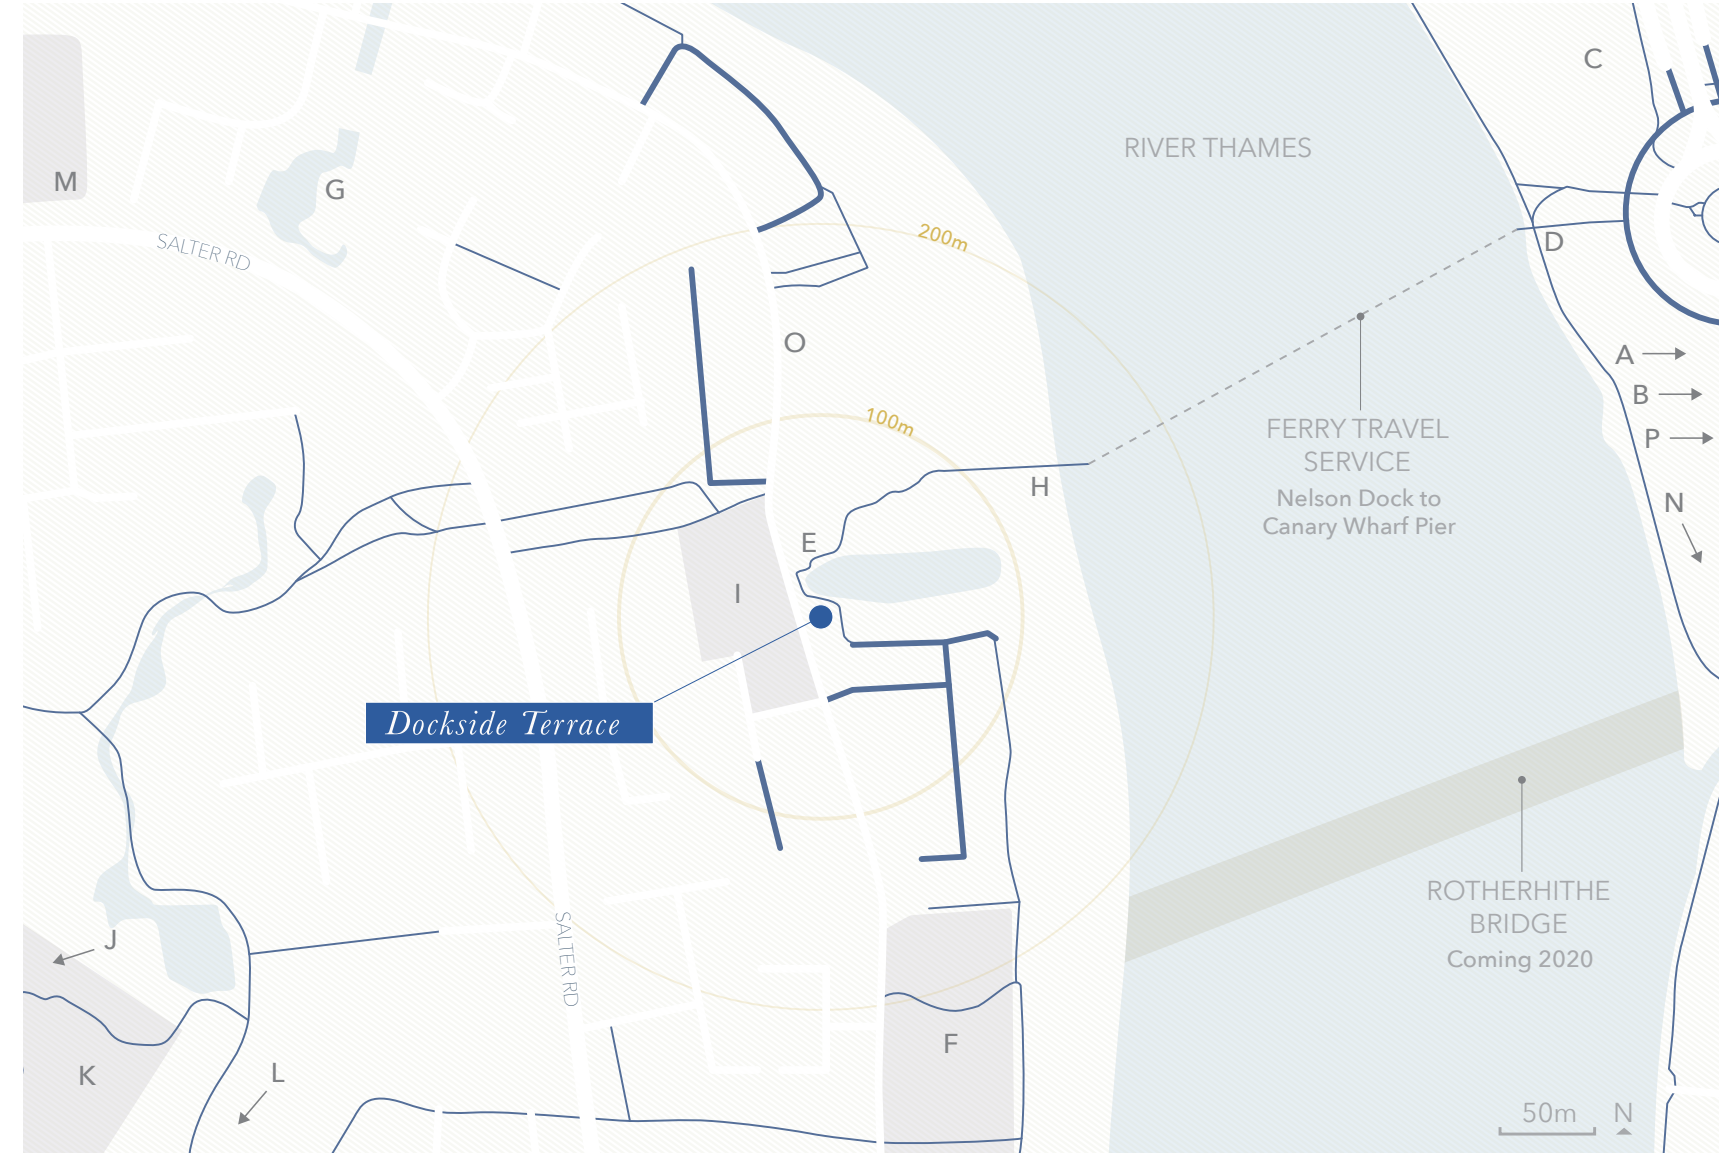 C
RIVER THAMES
M
G
SALTER RD
200m
D
O
A
B
P
100m
FERRY TRAVEL
SERVICE
Nelson Dock to
Canary Wharf Pier
H
N
E
I
Dockside Terrace
ROTHERHITHE
BRIDGE
Coming 2020
SALTER RD
J
F
K
L
50m N